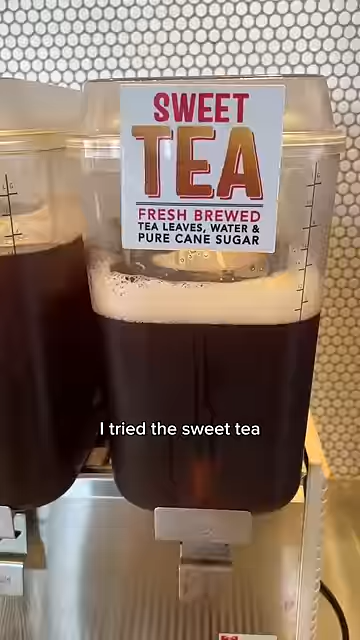 SWEET
TEA
FRESH BREWED
TEA LEAVES, WATER &
PURE CANE SUGAR
I tried the sweet tea